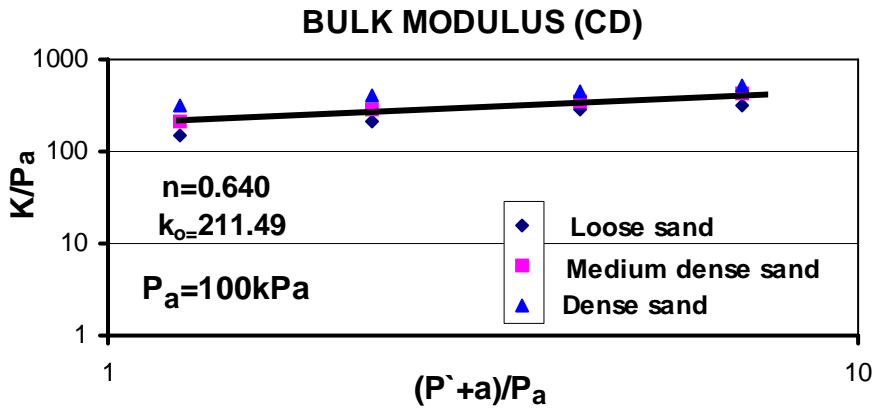 BULK MODULUS (CD)
1000
100
10
1
K/Pa
n=0.640
ko=211.49
Pa=100kPa
Loose sand
Medium dense sand
Dense sand
1
10
(P`+a)/Pa